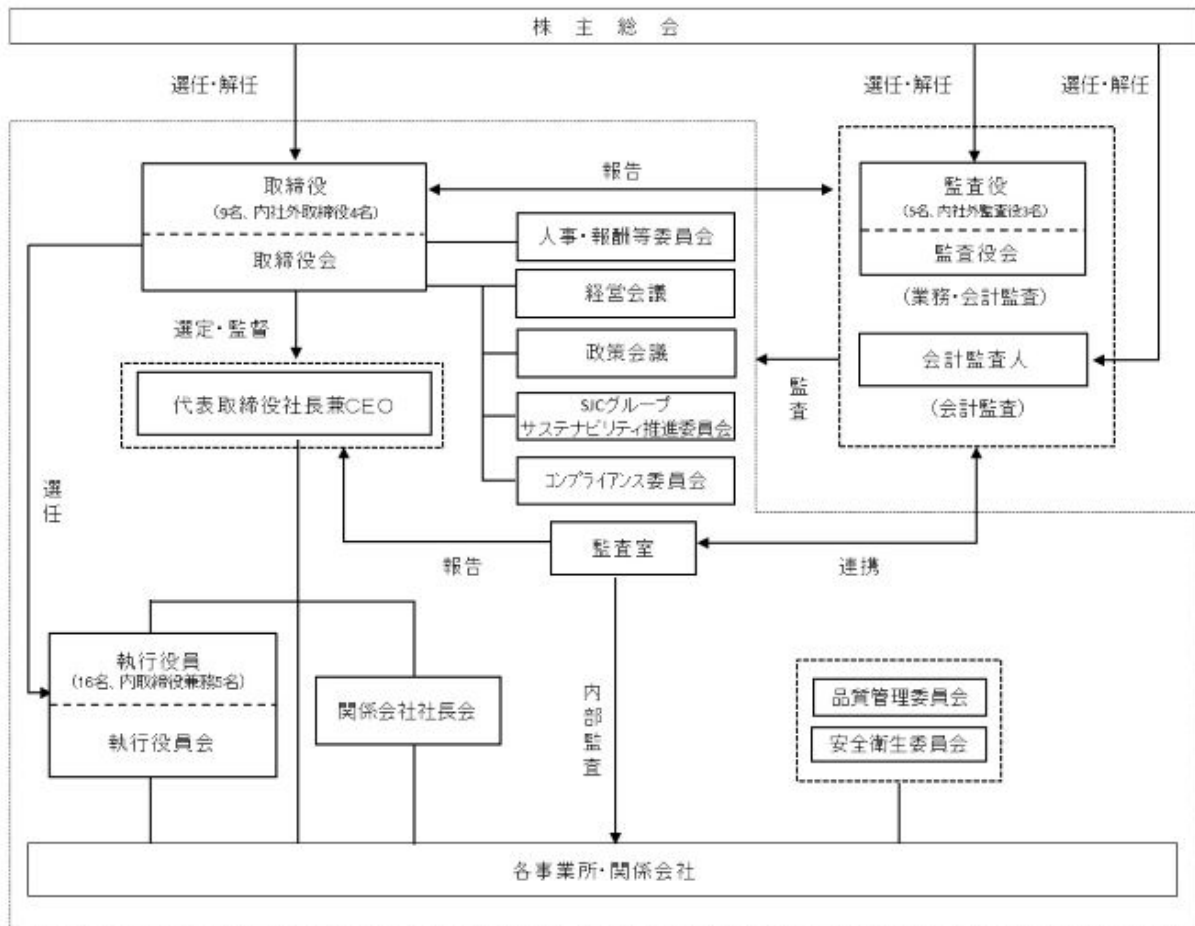 株主総会
選任・解任
選任・解任
選任・解任
取締役
(9名、内社外取締役4名)
取締役会
報告
監査役
(5名、内社外監査役3名)
監査役会
(業務・会計監査)
人事・報酬等委員会
経営会議
選定・監督
政策会議
監査
会計監査人
(会計監査)
代表取締役社長兼CEO
SJCグループ
サステナビリティ推進委員会
コンプライアンス委員会
選任
監査室
報告
連携
執行役員
(16名、内取締役兼務5名)
執行役員会
関係会社社長会
内部監査
品質管理委員会
安全衛生委員会
各事業所・関係会社